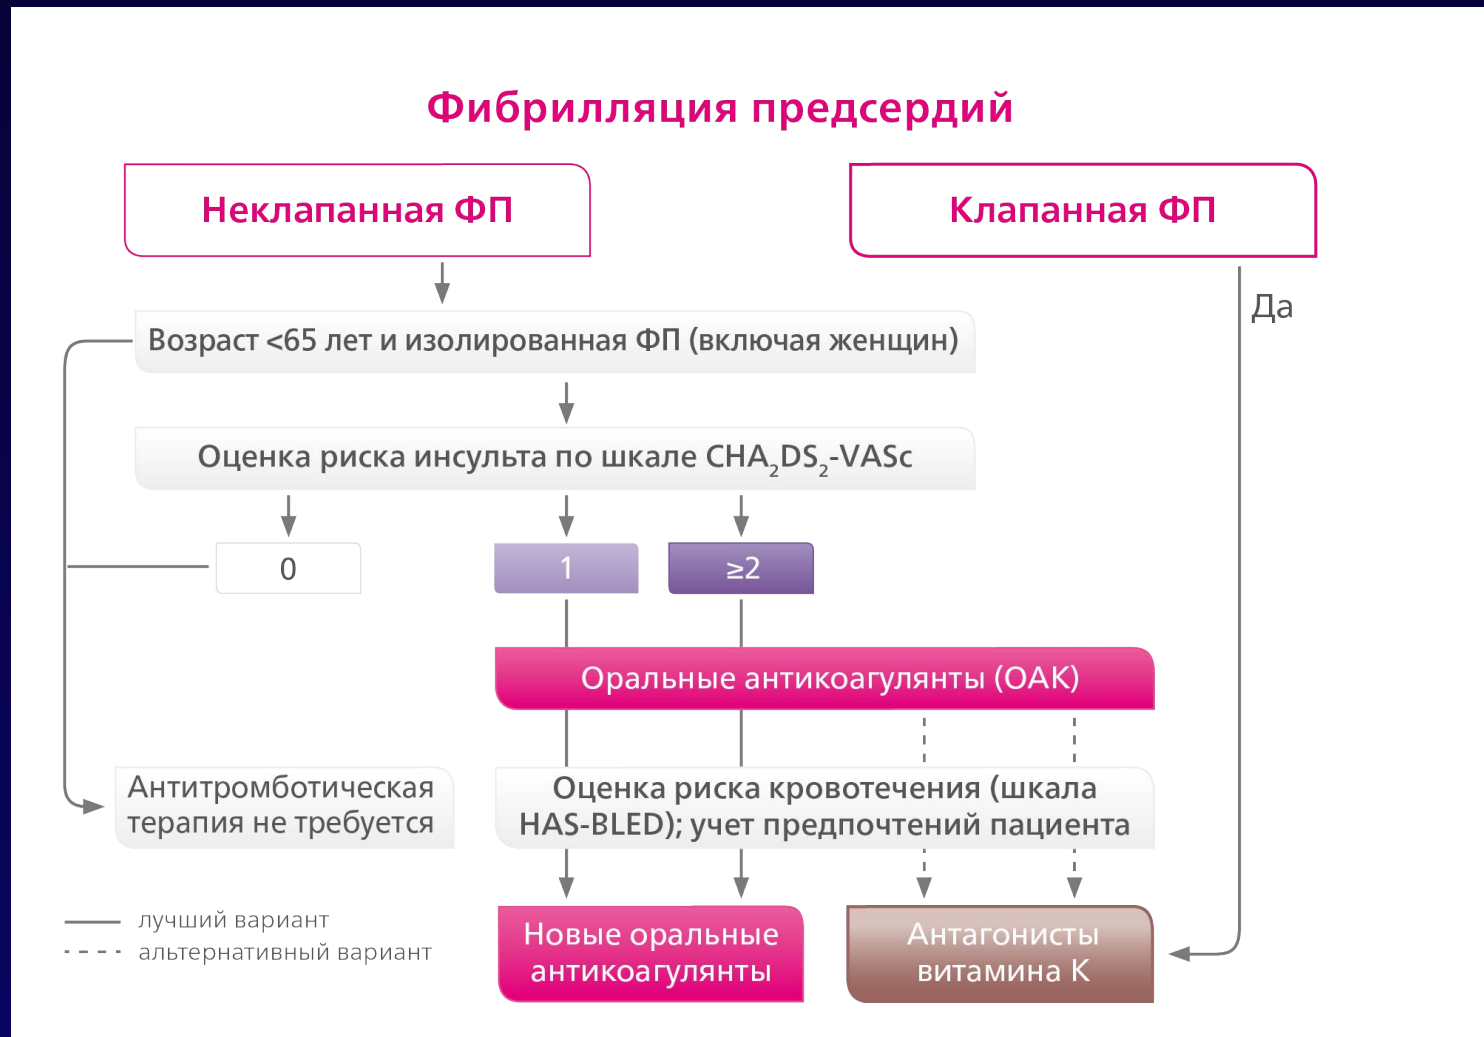 Фибрилляция предсердий
Неклапанная ФП
Клапанная ФП
Да
Возраст <65 лет и изолированная ФП (включая женщин)
Оценка риска инсульта по шкале CHA₂DS₂-VASc
0
1
≥2
Оральные антикоагулянты (ОАК)
Антитромботическая
терапия не требуется
Оценка риска кровотечения (шкала
HAS-BLED); учет предпочтений пациента
лучший вариант
альтернативный вариант
Новые оральные
антикоагулянты
Антагонисты
витамина К